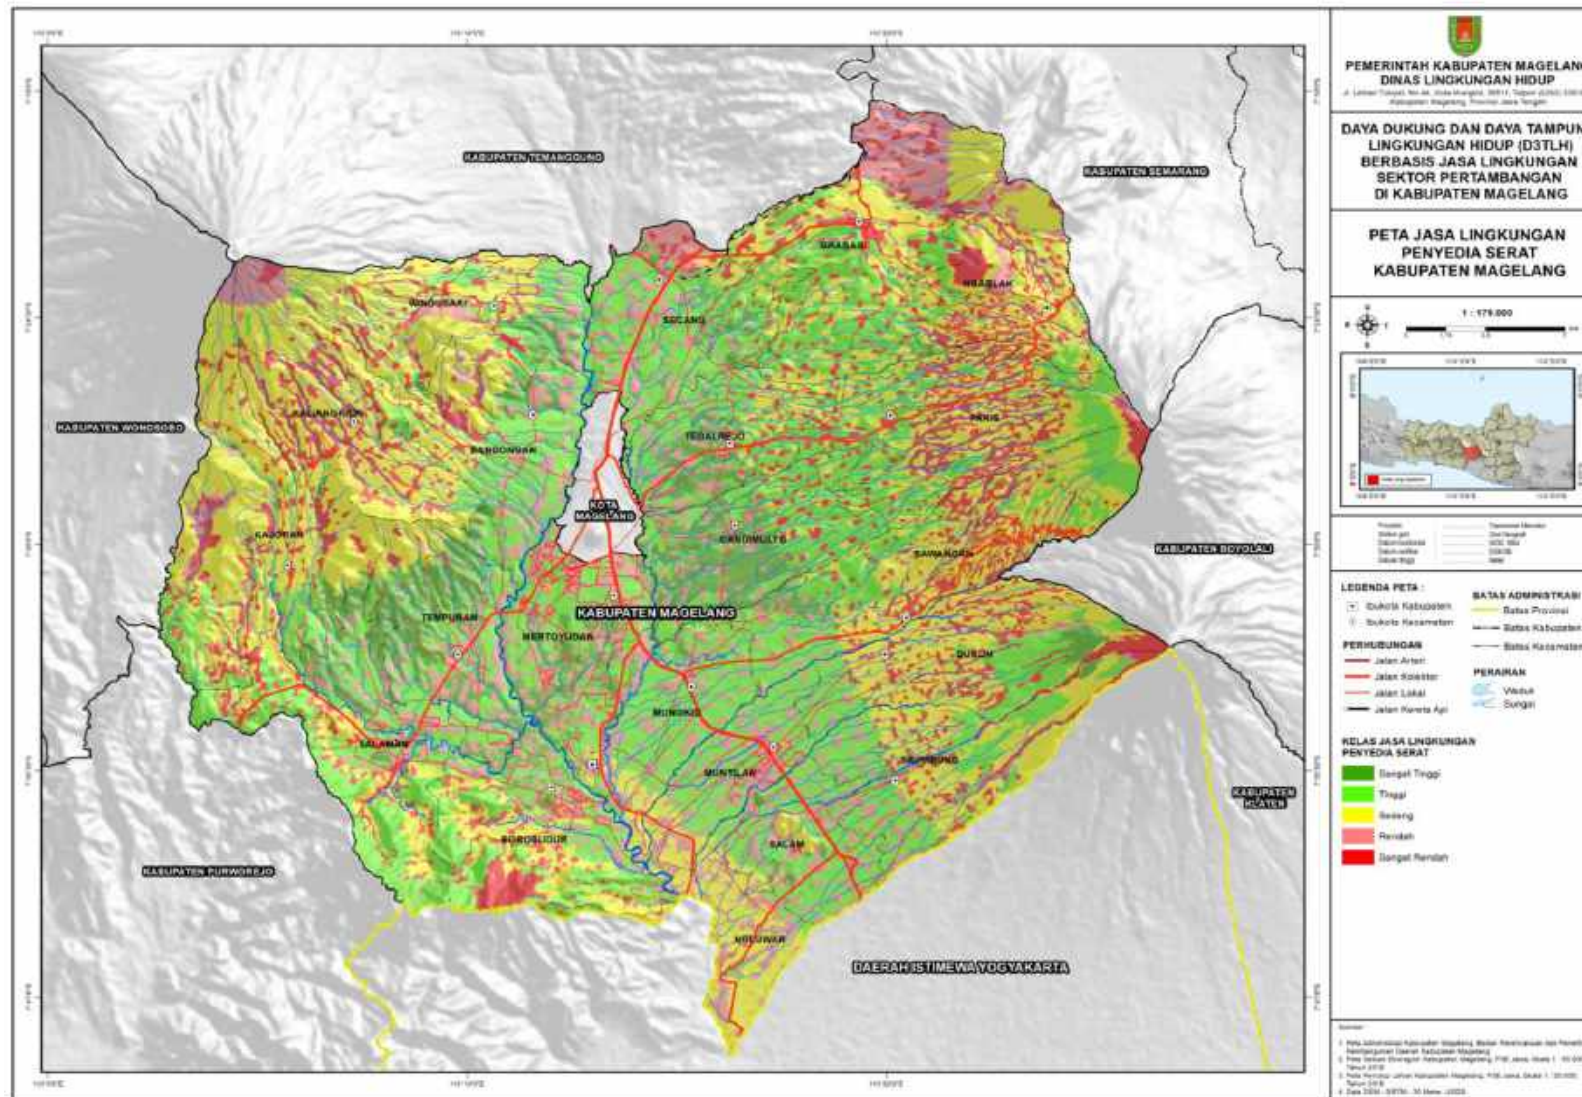 PEMERINTAH KABUPATEN MAGELANG
DINAS LINGKUNGAN HIDUP
DAYA DUKUNG DAN DAYA TAMPUN
LINGKUNGAN HIDUP (D3TLH)
BERBASIS JASA LINGKUNGAN
SEKTOR PERTAMBANGAN
DI KABUPATEN MAGELANG
PETA JASA LINGKUNGAN
PENYEDIA SERAT
KABUPATEN MAGELANG
1 : 179.000
LEGENDA PETA :
Ibukota Kabupaten
Ibukota Kecamatan
PERHUBUNGAN
Jalan Arteri
Jalan Kolektor
Jalan Lokal
Jalan Kereta Api
BATAS ADMINISTRASI
Batas Provinsi
Batas Kabupaten
Batas Kecamatan
PERAIRAN
Waduk
Sungai
KELAS JASA LINGKUNGAN
PENYEDIA SERAT
Sangat Tinggi
Tinggi
Sedang
Rendah
Sangat Rendah
KABUPATEN TEMANGGUNG
KABUPATEN SEMARANG
GRABAG
NGABLAK
WINDUSARI
SECANG
KALIANGKRIK
KABUPATEN WONOSOBO
PAKIS
TEGALREJO
BANDONGAN
KOTA
MAGELANG
KAJORAN
CANDIMULYO
SAWANGAN
KABUPATEN BOYOLALI
TEMPURAN
KABUPATEN MAGELANG
MERTOYUDAN
DUKUN
MUNGKID
SALAMAN
MUNTILAN
SRUMBUNG
KABUPATEN
KLATEN
BOROBUDUR
SALAM
KABUPATEN PURWOREJO
NGLUWAR
DAERAH ISTIMEWA YOGYAKARTA